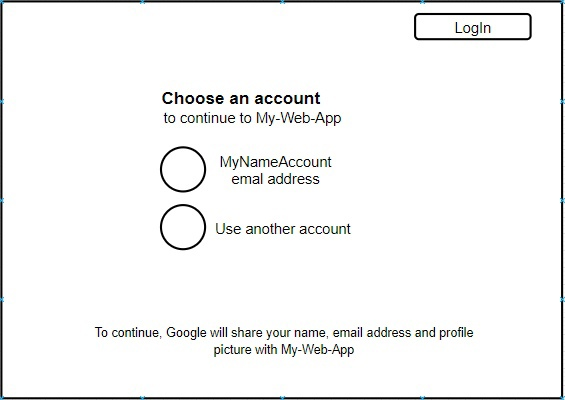 LogIn
Choose an account
to continue to My-Web-App
MyNameAccount
emal address
Use another account
To continue, Google will share your name, email address and profile
picture with My-Web-App